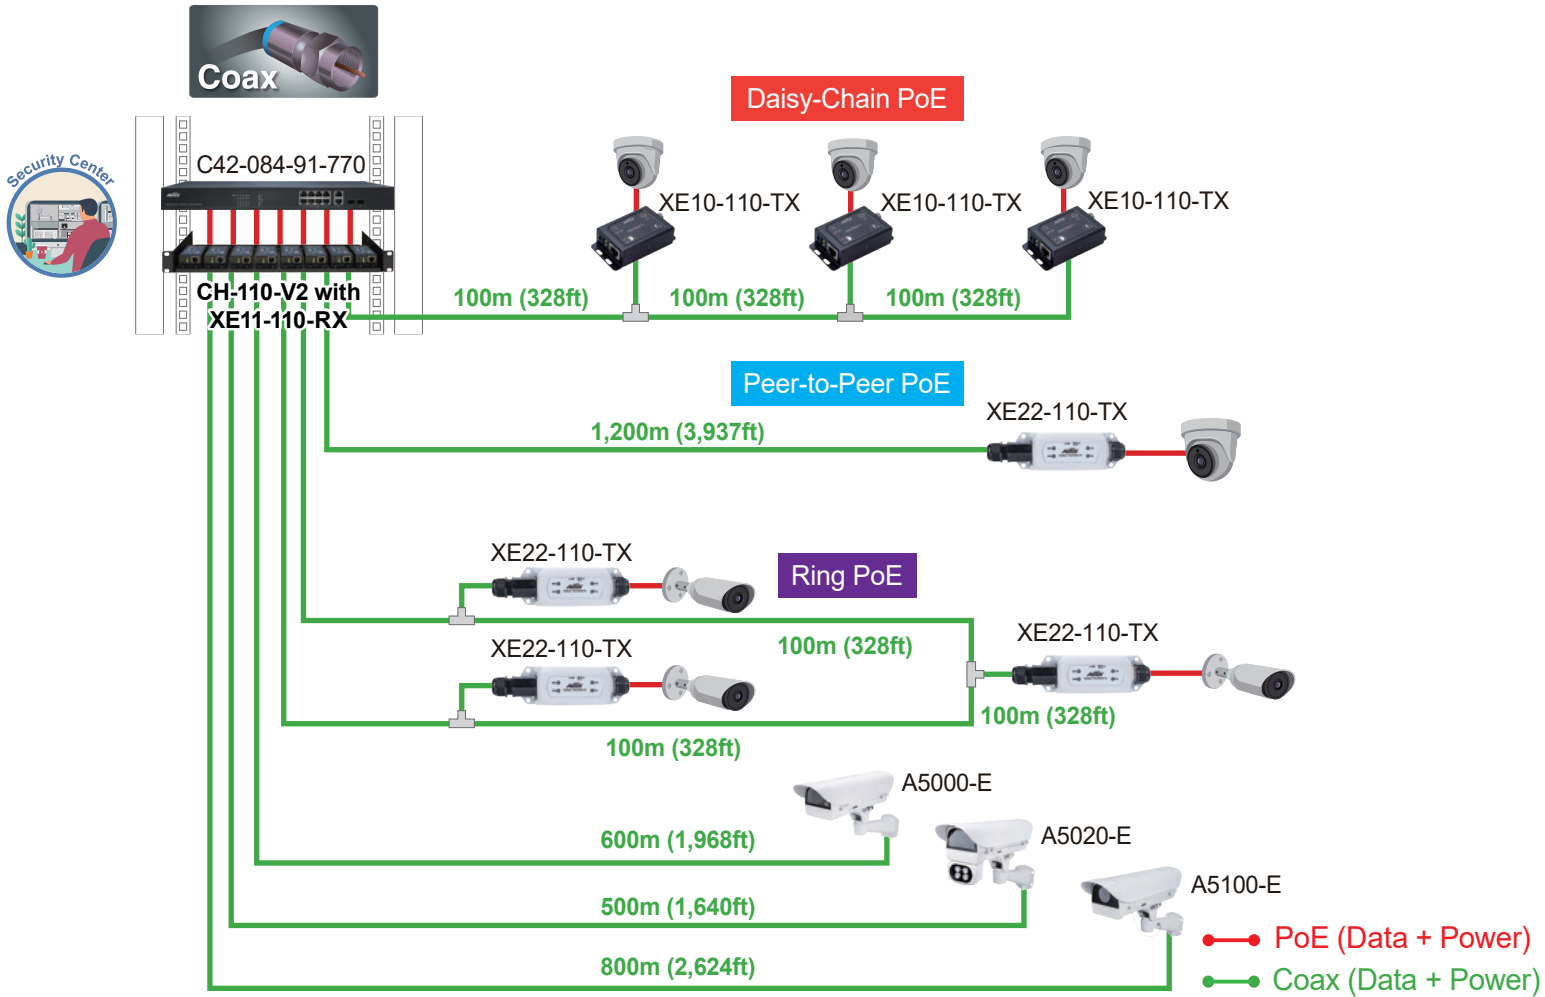 Coax
Daisy-Chain PoE
Security Center
C42-084-91-770
XE10-110-TX
XE10-110-TX
XE10-110-TX
CH-110-V2 with
XE11-110-RX
100m (328ft)
100m (328ft)
100m (328ft)
Peer-to-Peer PoE
XE22-110-TX
1,200m (3,937ft)
XE22-110-TX
Ring PoE
XE22-110-TX
100m (328ft)
XE22-110-TX
100m (328ft)
100m (328ft)
A5000-E
600m (1,968ft)
A5020-E
A5100-E
500m (1,640ft)
PoE (Data + Power)
800m (2,624ft)
Coax (Data + Power)